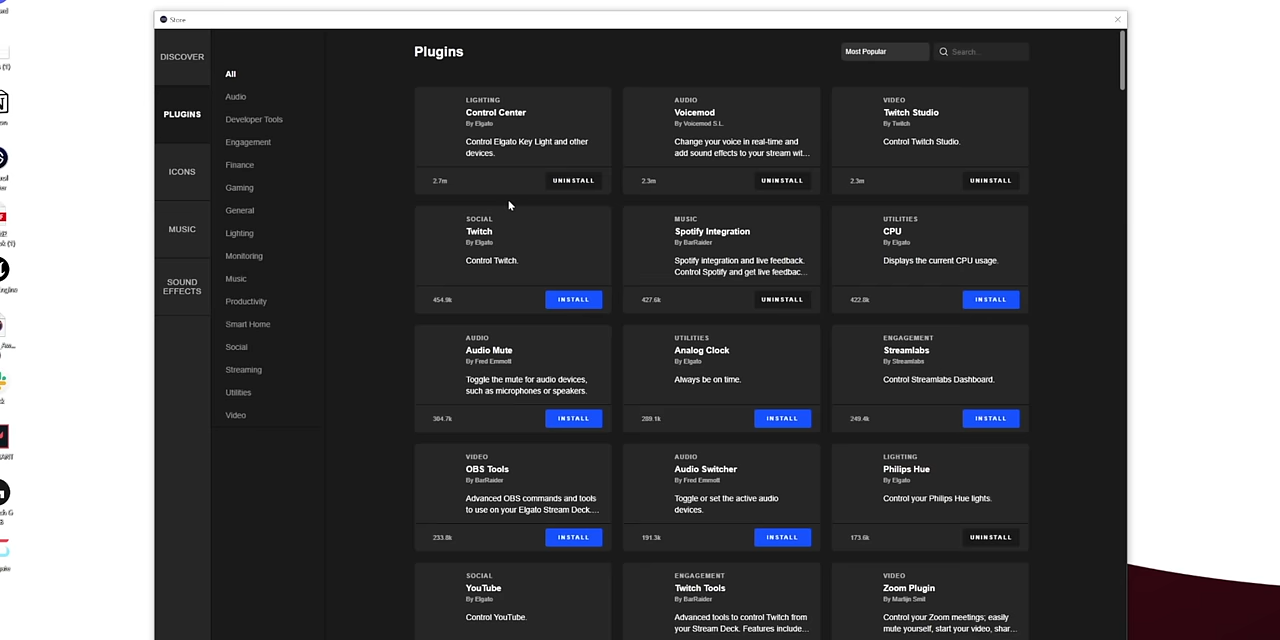 Store
DISCOVER
PLUGINS
ICONS
MUSIC
SOUND
EFFECTS
All
Audio
Developer Tools
Engagement
Finance
Gaming
General
Lighting
Monitoring
Music
Productivity
Smart Home
Social
Streaming
Utilities
Video
Plugins
Most Popular
Search...
LIGHTING
Control Center
By Elgato
Control Elgato Key Light and other
devices.
2.7m
UNINSTALL
AUDIO
Voicemod
By Voicemod S.L.
Change your voice in real-time and
add sound effects to your stream wit...
2.3m
UNINSTALL
VIDEO
Twitch Studio
By Twitch
Control Twitch Studio.
2.3m
UNINSTALL
SOCIAL
Twitch
By Elgato
Control Twitch.
454.9k
INSTALL
MUSIC
Spotify Integration
By BarRaider
Spotify integration and live feedback.
Control Spotify and get live feedbac...
427.6k
UNINSTALL
UTILITIES
CPU
By Elgato
Displays the current CPU usage.
422.8k
INSTALL
AUDIO
Audio Mute
By Fred Emmott
Toggle the mute for audio devices,
such as microphones or speakers.
304.7k
INSTALL
UTILITIES
Analog Clock
By Elgato
Always be on time.
289.1k
INSTALL
ENGAGEMENT
Streamlabs
By Streamlabs
Control Streamlabs Dashboard.
249.4k
INSTALL
VIDEO
OBS Tools
By BarRaider
Advanced OBS commands and tools
to use on your Elgato Stream Deck....
233.8k
INSTALL
AUDIO
Audio Switcher
By Fred Emmott
Toggle or set the active audio
devices.
191.3k
INSTALL
LIGHTING
Philips Hue
By Elgato
Control your Philips Hue lights.
173.6k
UNINSTALL
SOCIAL
YouTube
By Elgato
Control YouTube.
ENGAGEMENT
Twitch Tools
By BarRaider
Advanced tools to control Twitch from
your Stream Deck. Features include...
VIDEO
Zoom Plugin
By Martijn Smit
Control your Zoom meetings; easily
mute yourself, start your video, shar...